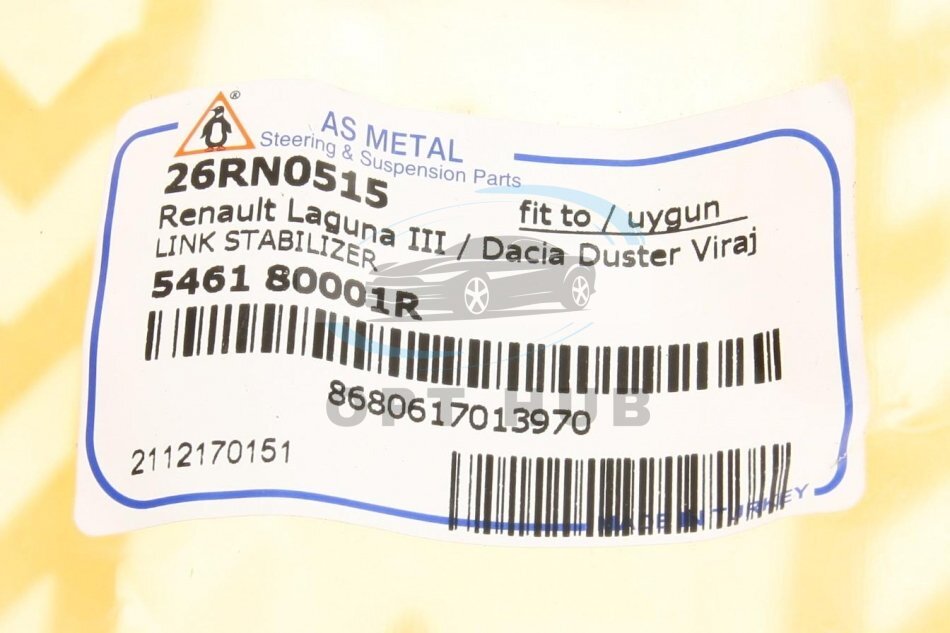 ®
AS METAL
Steering & Suspension Parts
26RN0515
fit to / uygun
Renault Laguna III / Dacia Duster Viraj
LINK STABILIZER
5461 80001R
8680617013970
OPT HUB
2112170151
MADE IN TURKEY